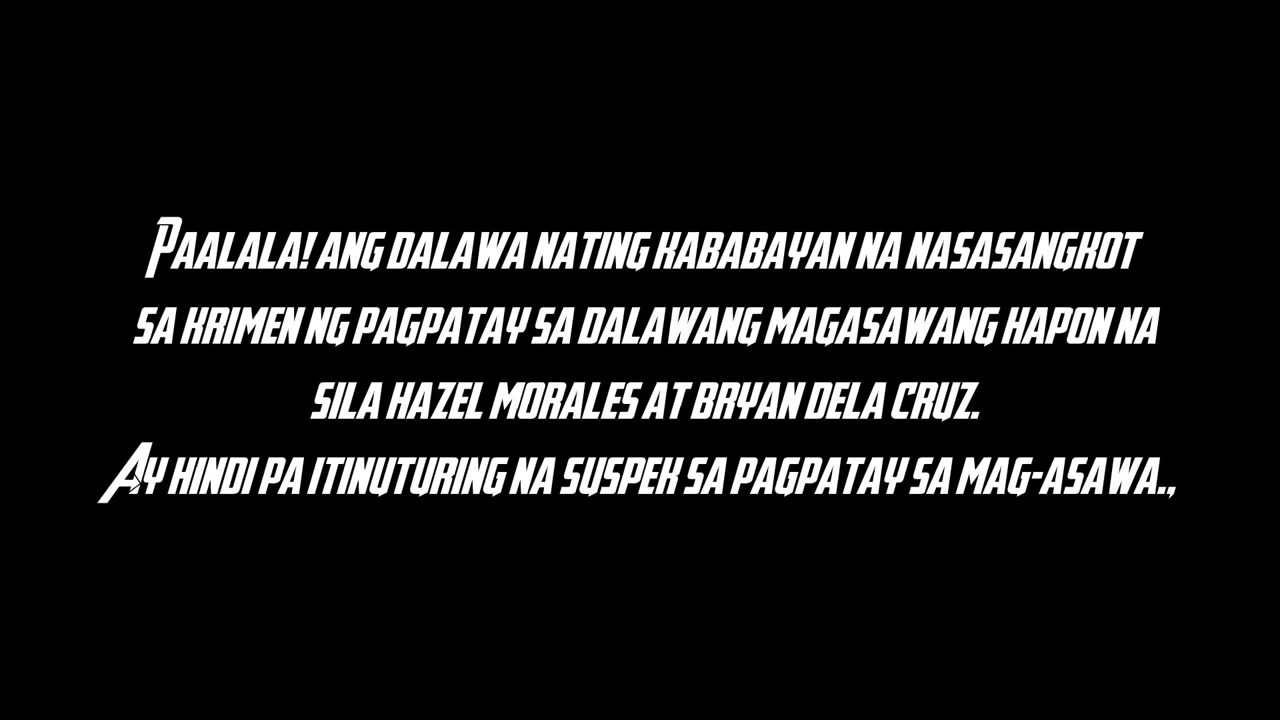 Paalala! ang dalawa nating kababayan na nasasangkot
sa krimen ng pagpatay sa dalawang magasawang hapon na
sila hazel morales at bryan dela cruz.
Ay hindi pa itinuturing na suspek sa pagpatay sa mag-asawa.,